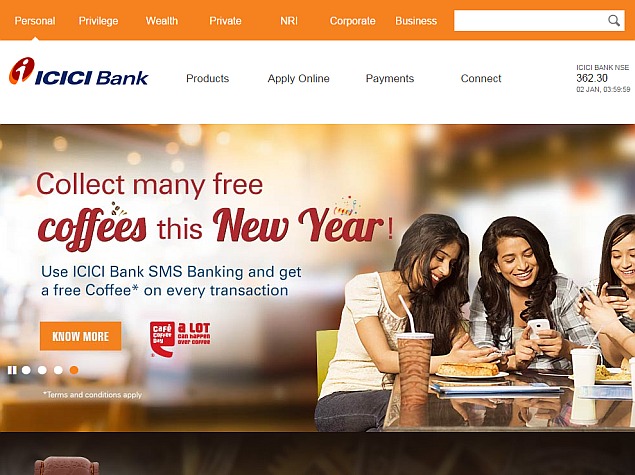 Personal Privilege Wealth Private NRI Corporate Business
ICICI Bank Products Apply Online Payments Connect
ICICI BANK NSE
362.30
02 JAN, 03:59:59
Collect many free
coffees this New Year!
Use ICICI Bank SMS Banking and get
a free Coffee* on every transaction
KNOW MORE
Café
Coffee
Day
a LOT
can happen
over coffee
*Terms and conditions apply